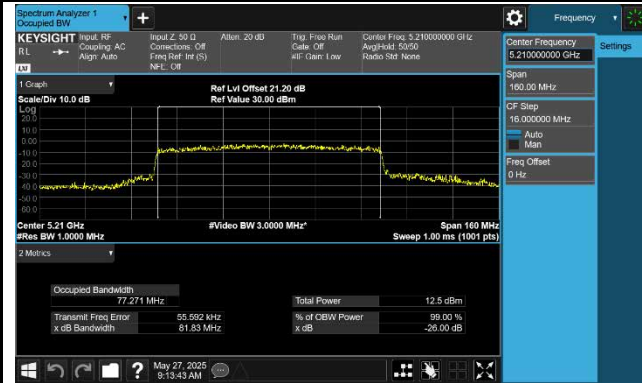 Spectrum Analyzer 1
Occupied BW
Frequency
KEYSIGHT Input: RF Input Z: 50 Ω Atten: 20 dB Trig: Free Run Center Freq: 5.210000000 GHz
RL Coupling: AC Corrections: Off Gate: Off Avg|Hold: 50/50
Align: Auto Freq Ref: Int (S) #IF Gain: Low Radio Std: None
NFE: Off
LXI
Center Frequency
5.210000000 GHz
Settings
Span
160.00 MHz
CF Step
16.000000 MHz
Auto
Man
Freq Offset
0 Hz
1 Graph
Ref Lvl Offset 21.20 dB
Scale/Div 10.0 dB Ref Value 30.00 dBm
Log
20.0
10.0
0.00
-10.0
-20.0
-30.0
-40.0
-50.0
-60.0
Center 5.21 GHz #Video BW 3.0000 MHz* Span 160 MHz
#Res BW 1.0000 MHz Sweep 1.00 ms (1001 pts)
2 Metrics
Occupied Bandwidth
77.271 MHz Total Power 12.5 dBm
Transmit Freq Error 55.592 kHz % of OBW Power 99.00 %
x dB Bandwidth 81.83 MHz x dB -26.00 dB
May 27, 2025
9:13:43 AM